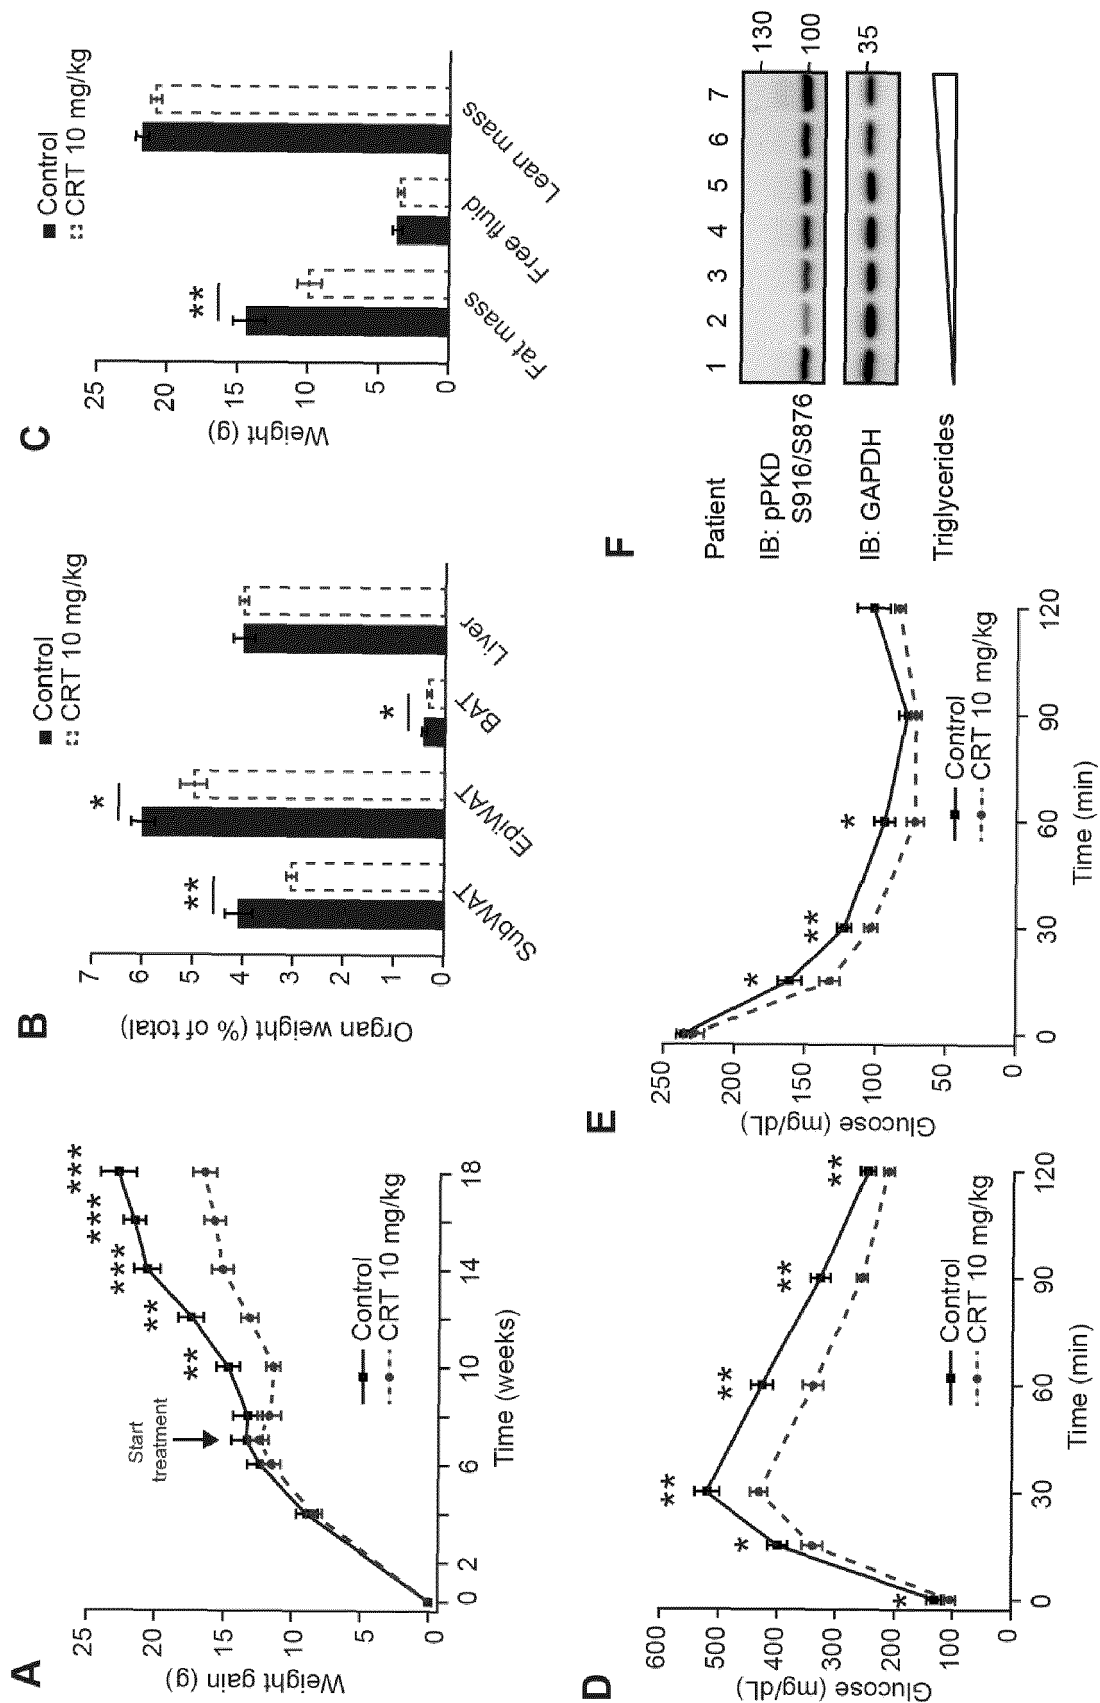 A
Weight gain (g)
25
20
15
10
5
0
0 2 6 10 14 18
Time (weeks)
Start
treatment
** ** *** *** ***
Control
CRT 10 mg/kg
B
Control
CRT 10 mg/kg
Organ weight (% of total)
7
6
5
4
3
2
1
0
** * *
SubWAT EpiWAT BAT Liver
C
Control
CRT 10 mg/kg
Weight (g)
25
20
15
10
5
0
**
Fat mass Free fluid Lean mass
D
Glucose (mg/dL)
600
500
400
300
200
100
0
* * ** ** ** **
Control
CRT 10 mg/kg
0 30 60 90 120
Time (min)
E
Glucose (mg/dL)
250
200
150
100
50
0
* ** *
Control
CRT 10 mg/kg
0 30 60 90 120
Time (min)
F
Patient 1 2 3 4 5 6 7
IB: pPKD
S916/S876
130
100
IB: GAPDH 35
Triglycerides